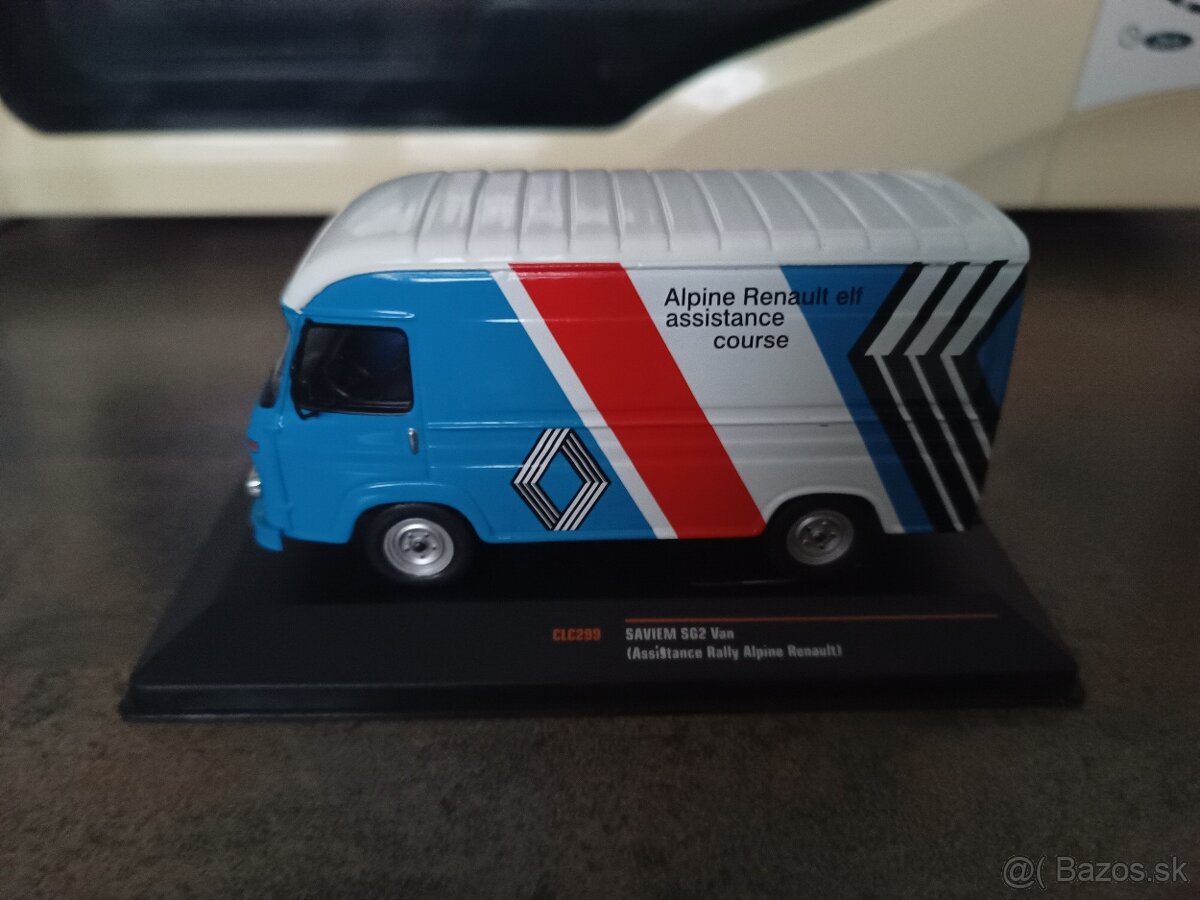 Alpine Renault elf
assistance
course
CLC299 SAVIEM SG2 Van
(Assistance Rally Alpine Renault)
@( Bazos.sk